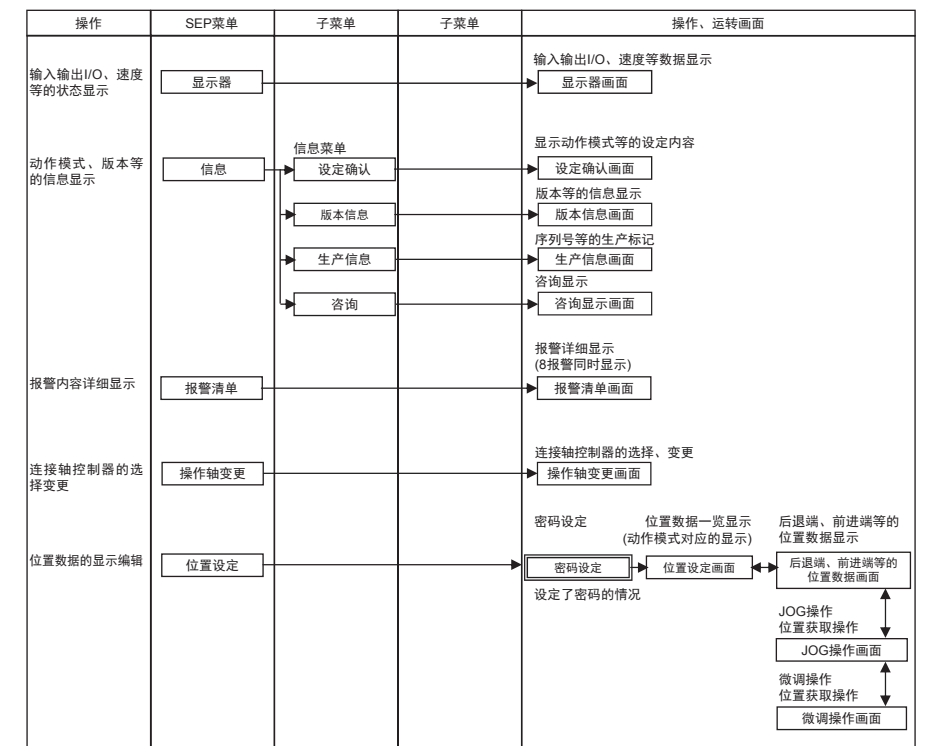 操作
SEP菜单
子菜单
子菜单
操作、运转画面
输入输出I/O、速度
等的状态显示
显示器
输入输出I/O、速度等数据显示
显示器画面
动作模式、版本等
的信息显示
信息
信息菜单
设定确认
显示动作模式等的设定内容
设定确认画面
版本信息
版本等的信息显示
版本信息画面
生产信息
序列号等的生产标记
生产信息画面
咨询
咨询显示
咨询显示画面
报警内容详细显示
报警清单
报警详细显示
(8报警同时显示)
报警清单画面
连接轴控制器的选
择变更
操作轴变更
连接轴控制器的选择、变更
操作轴变更画面
位置数据的显示编辑
位置设定
密码设定
密码设定
设定了密码的情况
位置数据一览显示
(动作模式对应的显示)
位置设定画面
后退端、前进端等的
位置数据显示
后退端、前进端等的
位置数据画面
JOG操作
位置获取操作
JOG操作画面
微调操作
位置获取操作
微调操作画面